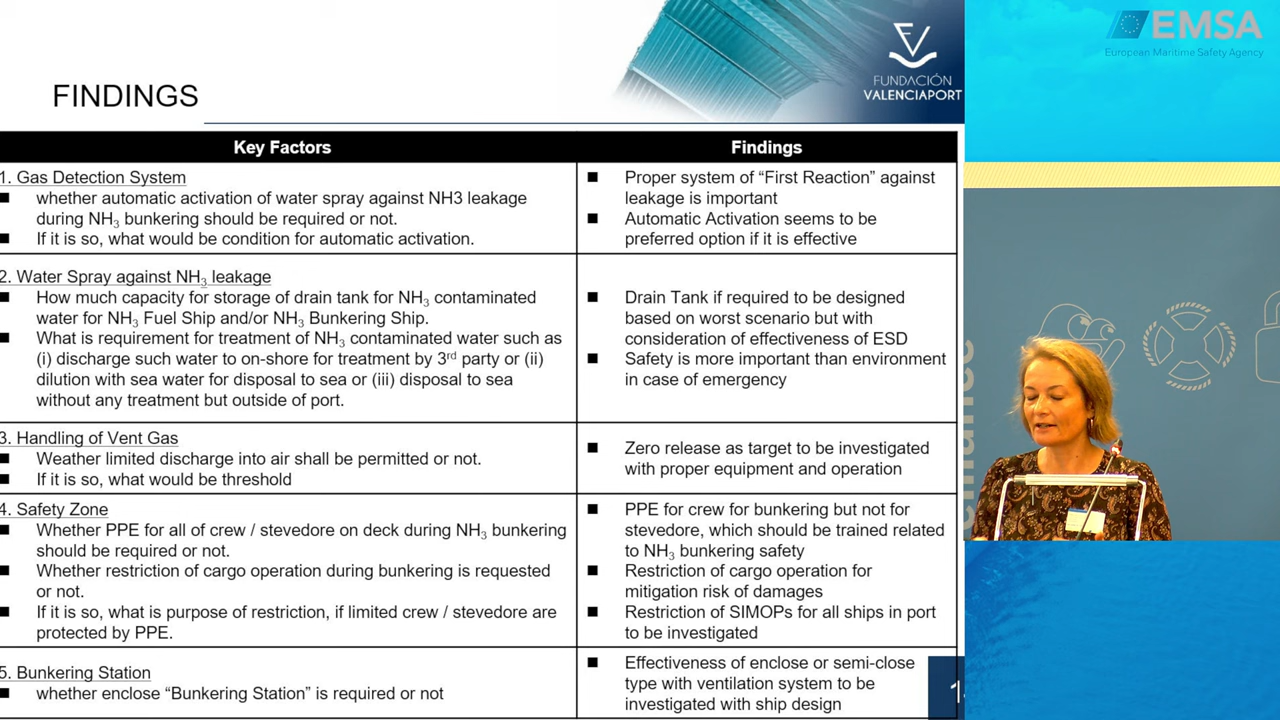 EMSA
European Maritime Safety Agency
FUNDACIÓN
VALENCIAPORT
FINDINGS
Key Factors
Findings
1. Gas Detection System
■ whether automatic activation of water spray against NH3 leakage
during NH₃ bunkering should be required or not.
■ If it is so, what would be condition for automatic activation.
■ Proper system of “First Reaction” against
leakage is important
■ Automatic Activation seems to be
preferred option if it is effective
2. Water Spray against NH₃ leakage
■ How much capacity for storage of drain tank for NH₃ contaminated
water for NH₃ Fuel Ship and/or NH₃ Bunkering Ship.
■ What is requirement for treatment of NH₃ contaminated water such as
(i) discharge such water to on-shore for treatment by 3rd party or (ii)
dilution with sea water for disposal to sea or (iii) disposal to sea
without any treatment but outside of port.
■ Drain Tank if required to be designed
based on worst scenario but with
consideration of effectiveness of ESD
■ Safety is more important than environment
in case of emergency
3. Handling of Vent Gas
■ Weather limited discharge into air shall be permitted or not.
■ If it is so, what would be threshold
■ Zero release as target to be investigated
with proper equipment and operation
4. Safety Zone
■ Whether PPE for all of crew / stevedore on deck during NH₃ bunkering
should be required or not.
■ Whether restriction of cargo operation during bunkering is requested
or not.
■ If it is so, what is purpose of restriction, if limited crew / stevedore are
protected by PPE.
■ PPE for crew for bunkering but not for
stevedore, which should be trained related
to NH₃ bunkering safety
■ Restriction of cargo operation for
mitigation risk of damages
■ Restriction of SIMOPs for all ships in port
to be investigated
5. Bunkering Station
■ whether enclose “Bunkering Station” is required or not
■ Effectiveness of enclose or semi-close
type with ventilation system to be
investigated with ship design